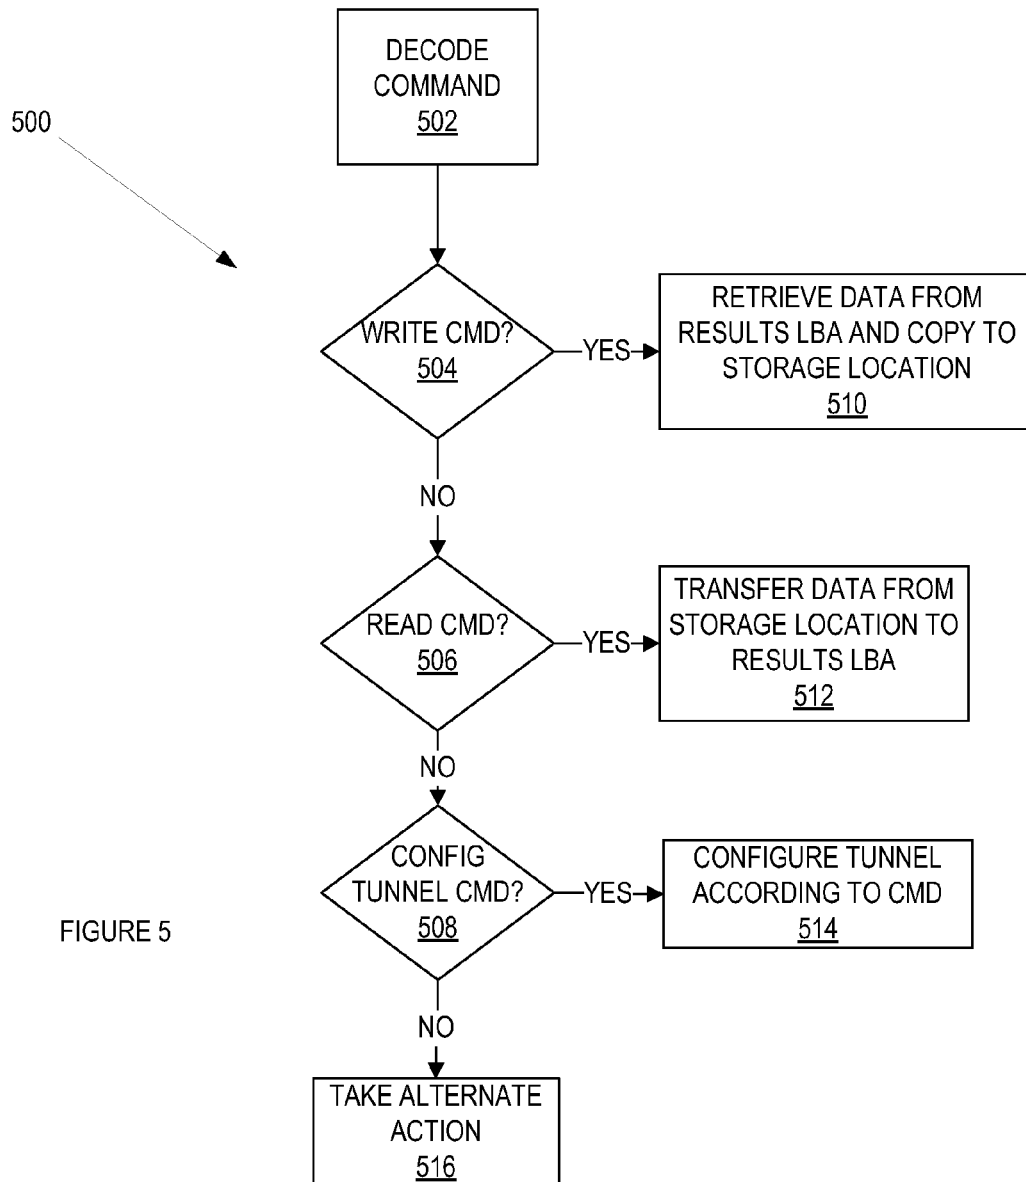 DECODE
COMMAND
502
500
WRITE CMD?
504
YES
RETRIEVE DATA FROM
RESULTS LBA AND COPY TO
STORAGE LOCATION
510
NO
READ CMD?
506
YES
TRANSFER DATA FROM
STORAGE LOCATION TO
RESULTS LBA
512
NO
CONFIG
TUNNEL CMD?
508
YES
CONFIGURE TUNNEL
ACCORDING TO CMD
514
FIGURE 5
NO
TAKE ALTERNATE
ACTION
516